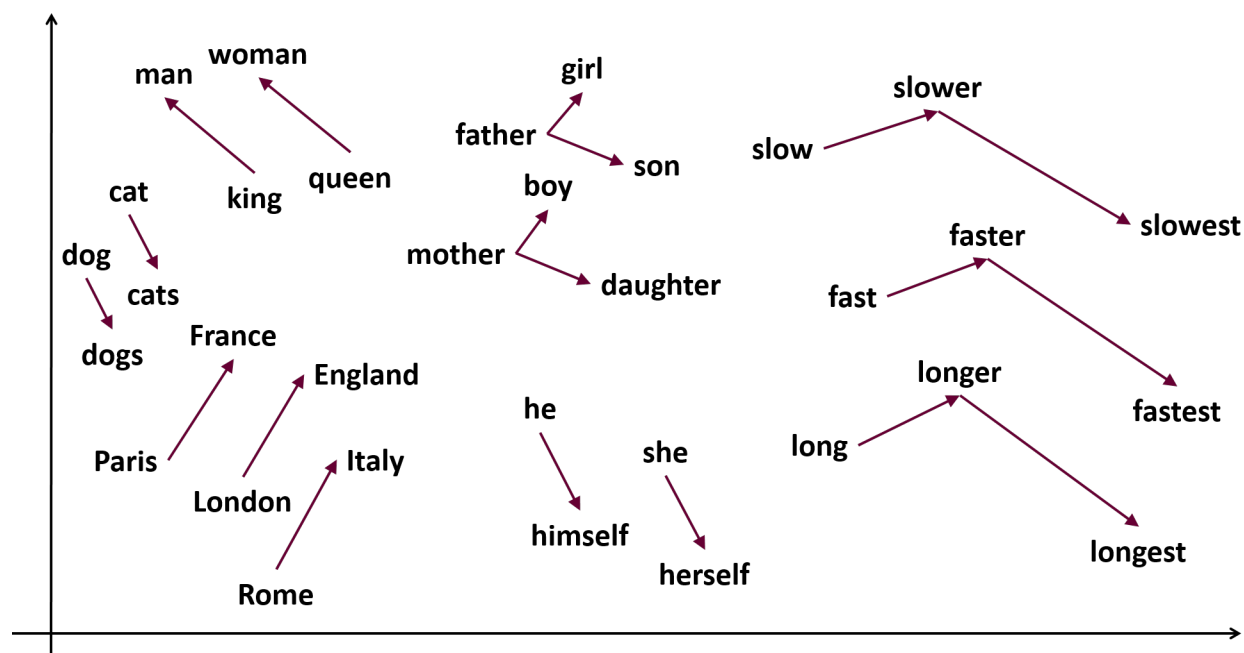 woman
man
girl
slower
father
slow
son
queen
boy
cat
king
slowest
faster
dog
mother
daughter
cats
fast
France
dogs
longer
England
he
fastest
long
she
Paris
Italy
London
himself
longest
herself
Rome